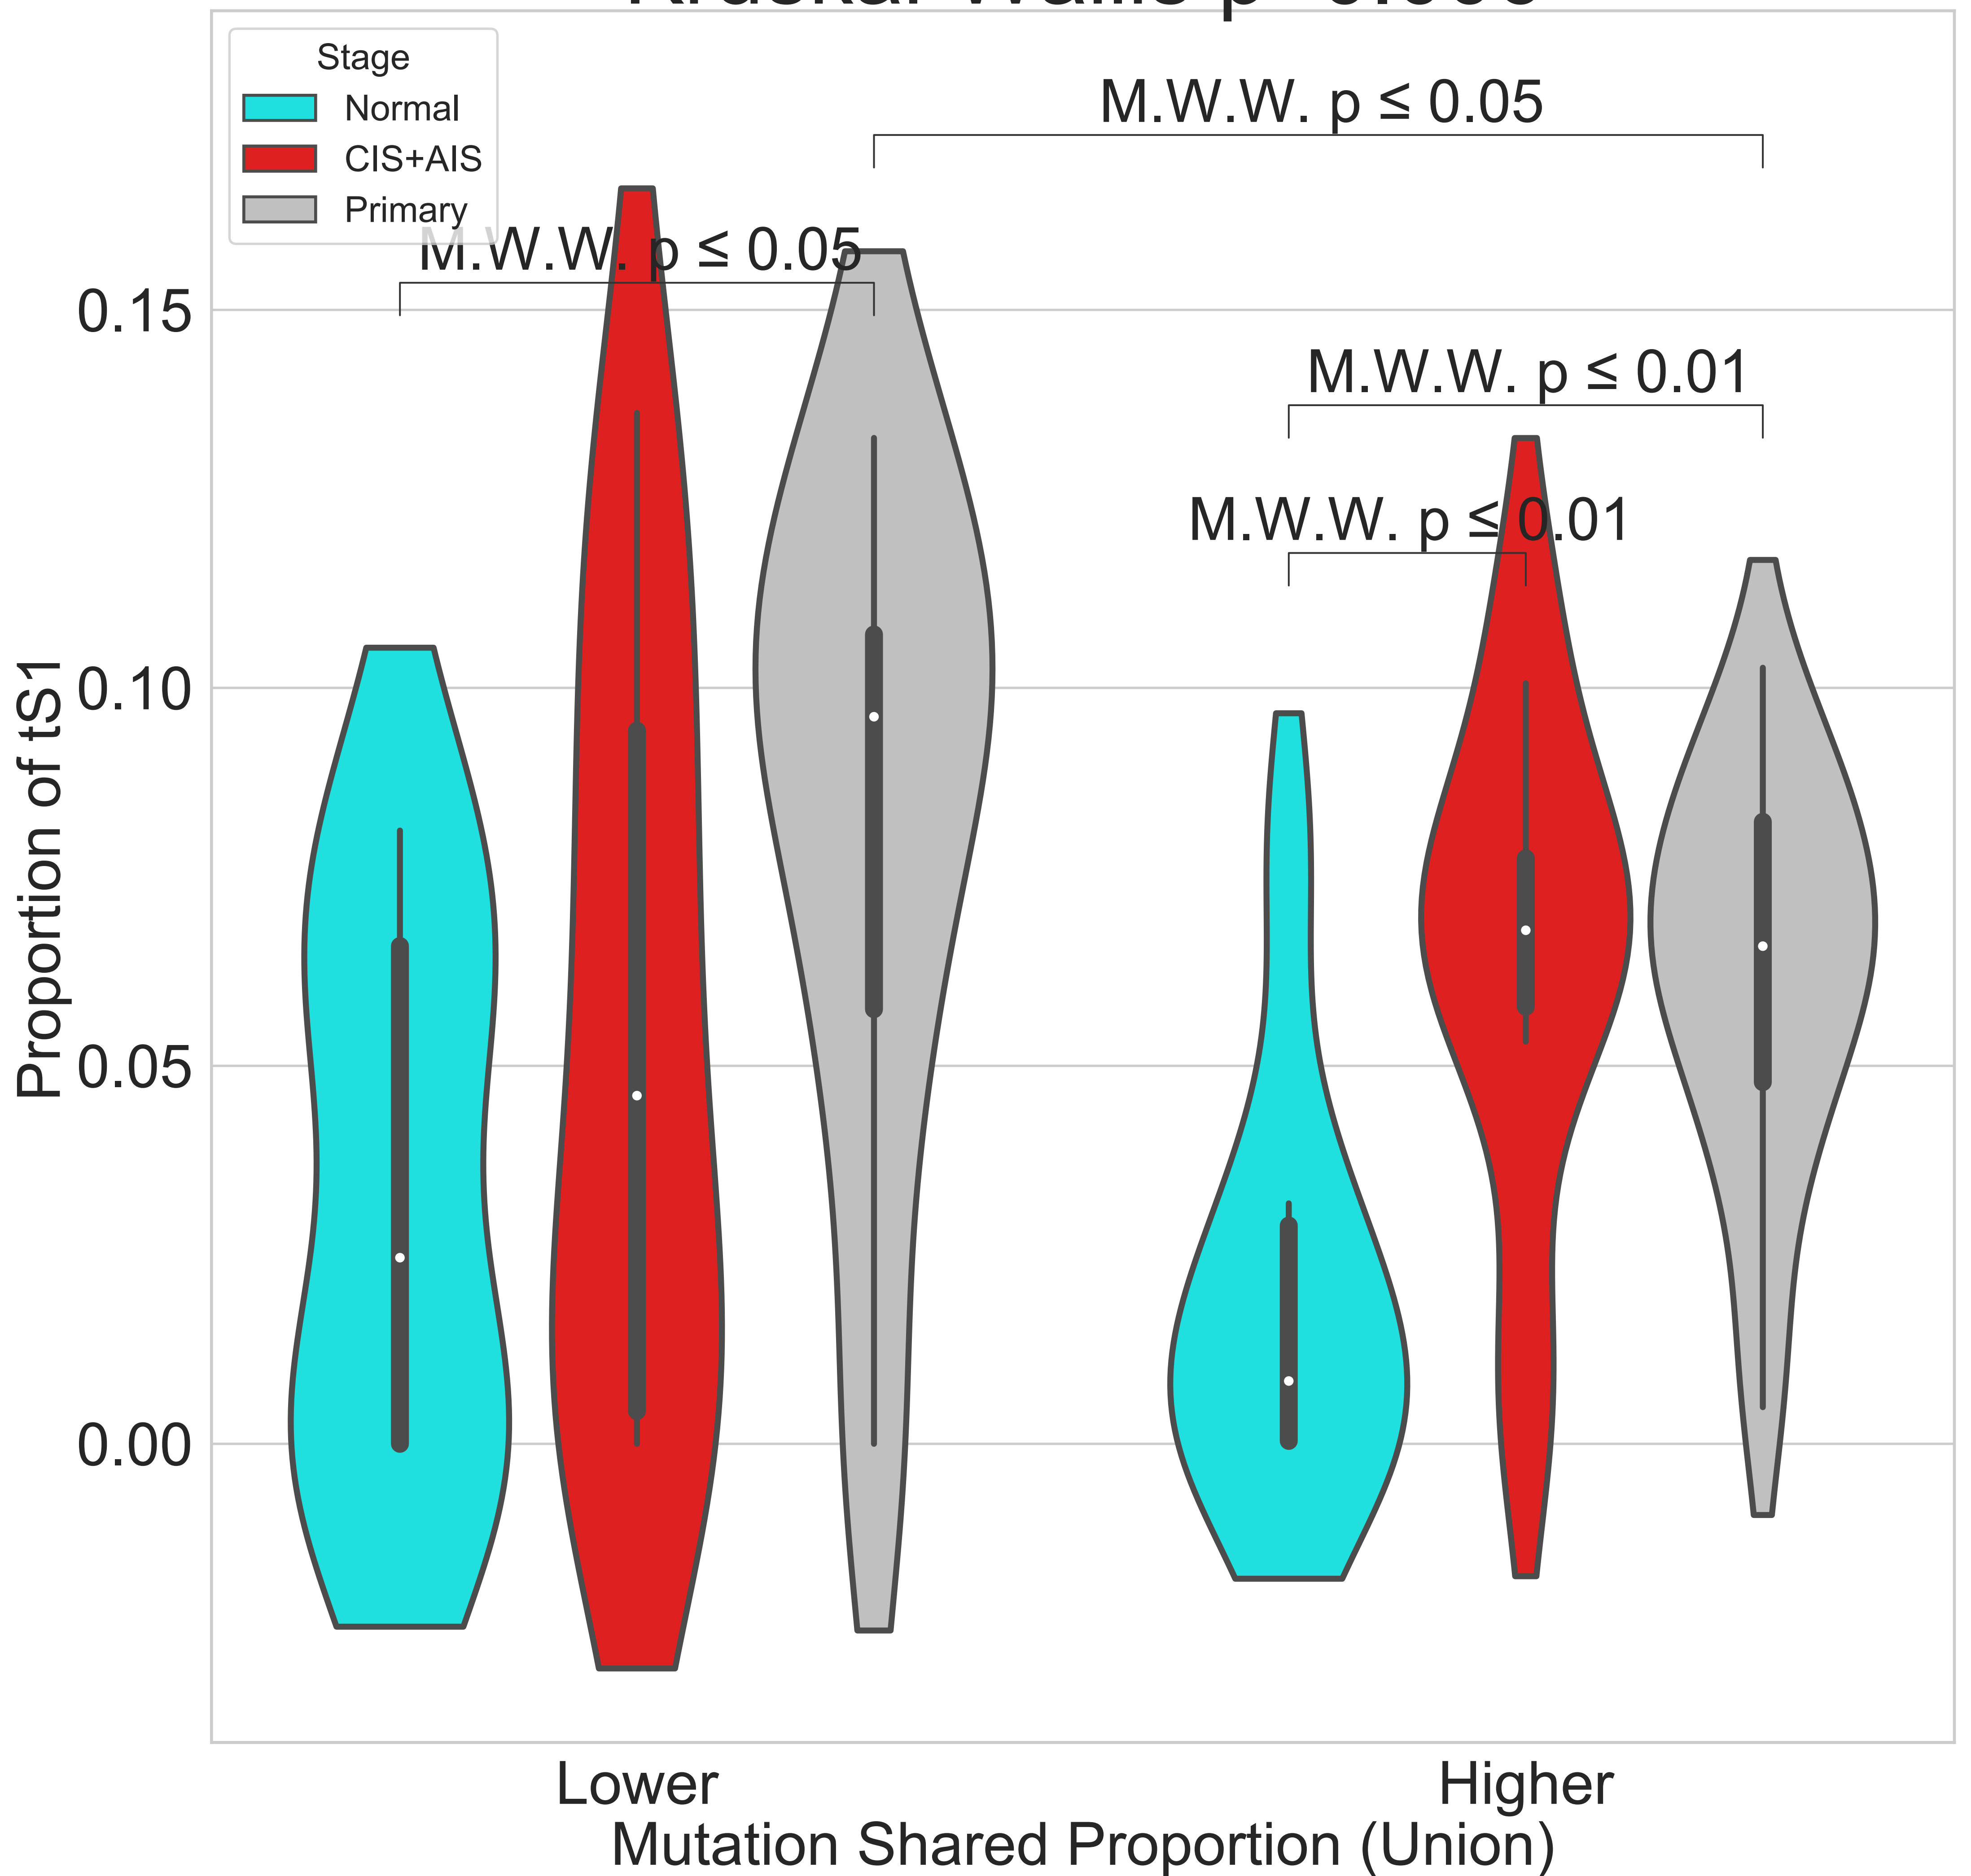 Stage
Normal
CIS+AIS
Primary
M.W.W. p ≤ 0.05
M.W.W. p ≤ 0.05
M.W.W. p ≤ 0.01
M.W.W. p ≤ 0.01
0.15
0.10
0.05
0.00
Proportion of tS1
Lower
Higher
Mutation Shared Proportion (Union)